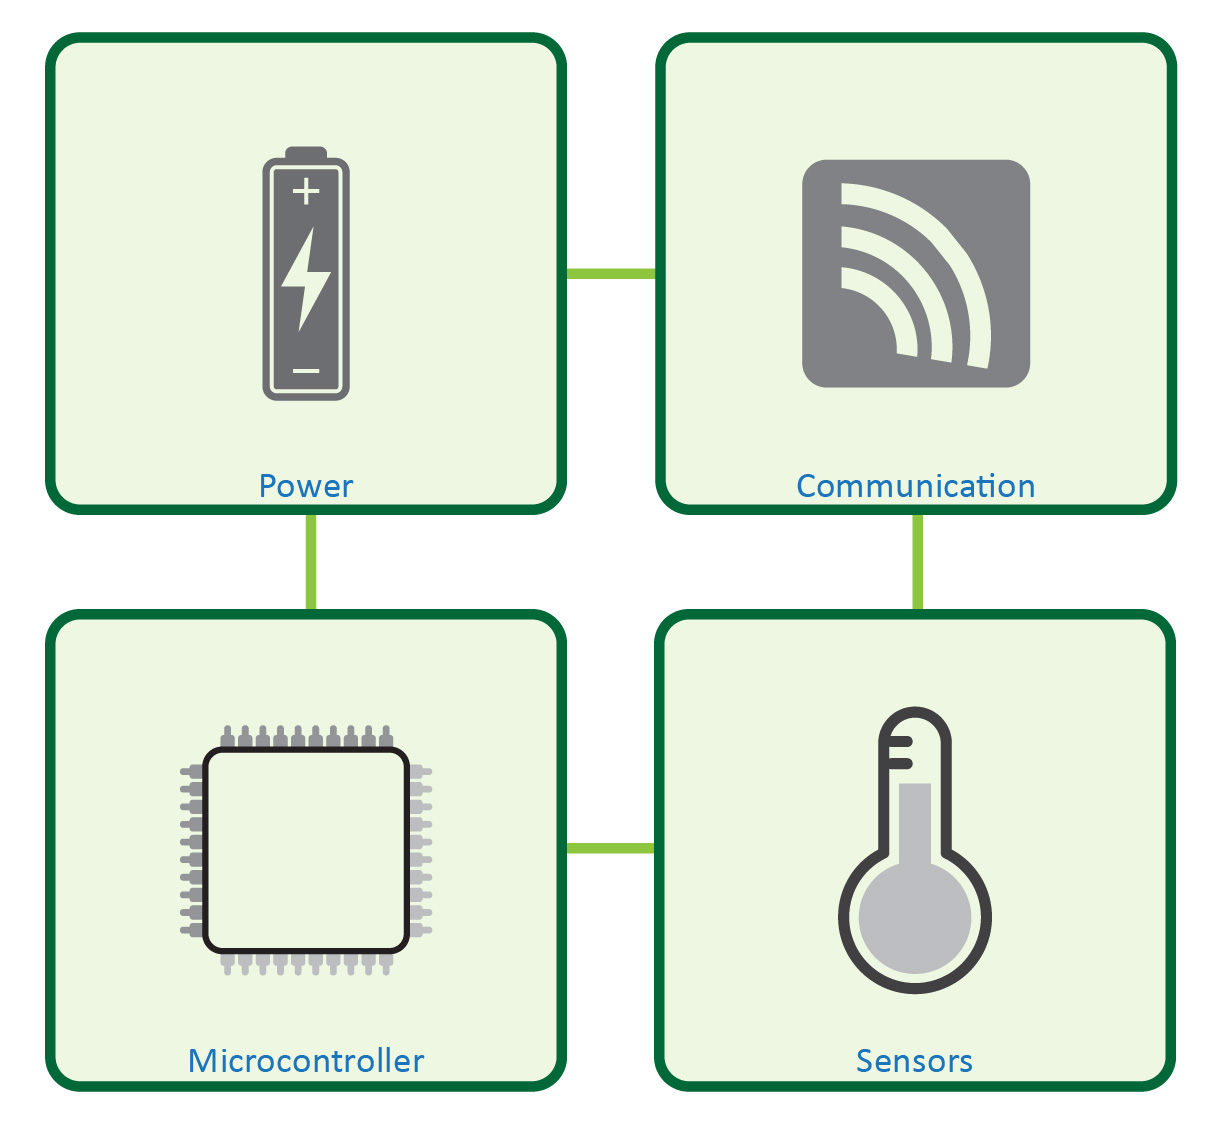 Power
Communication
Microcontroller
Sensors